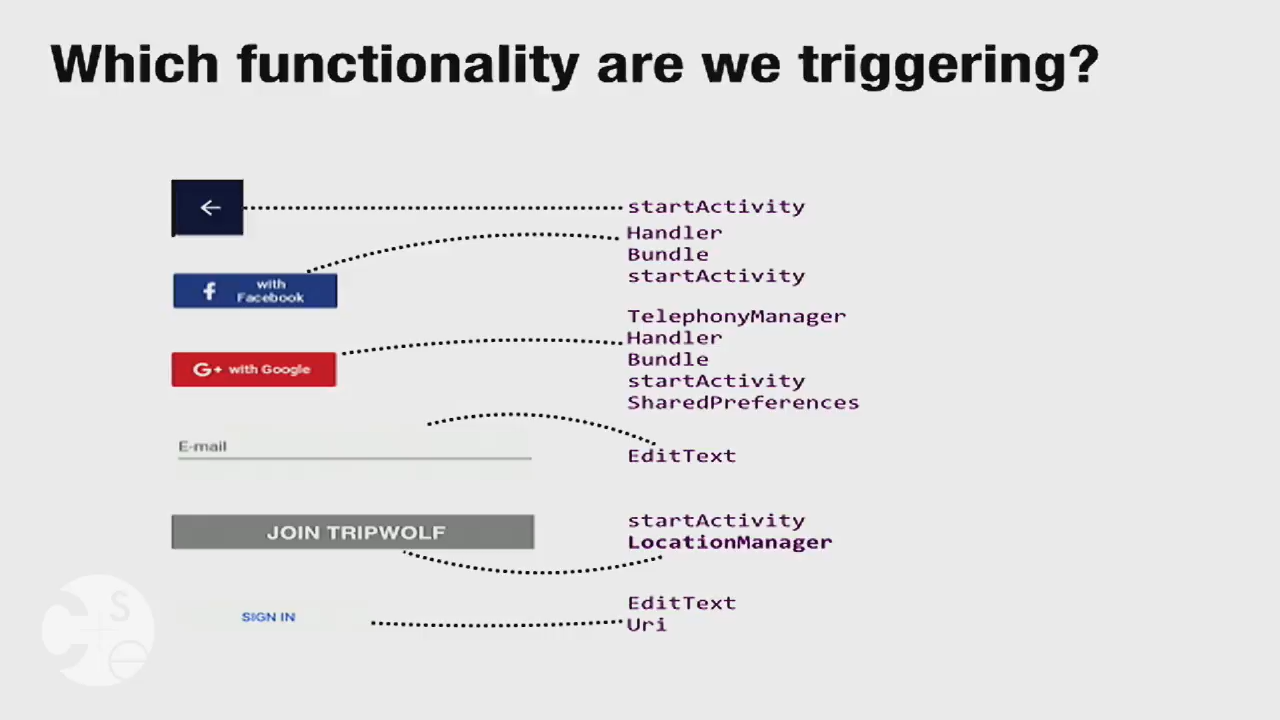 Which functionality are we triggering?
startActivity
Handler
Bundle
startActivity
with
Facebook
TelephonyManager
Handler
Bundle
startActivity
SharedPreferences
G+ with Google
E-mail
EditText
JOIN TRIPWOLF
startActivity
LocationManager
SIGN IN
EditText
Uri
C S e